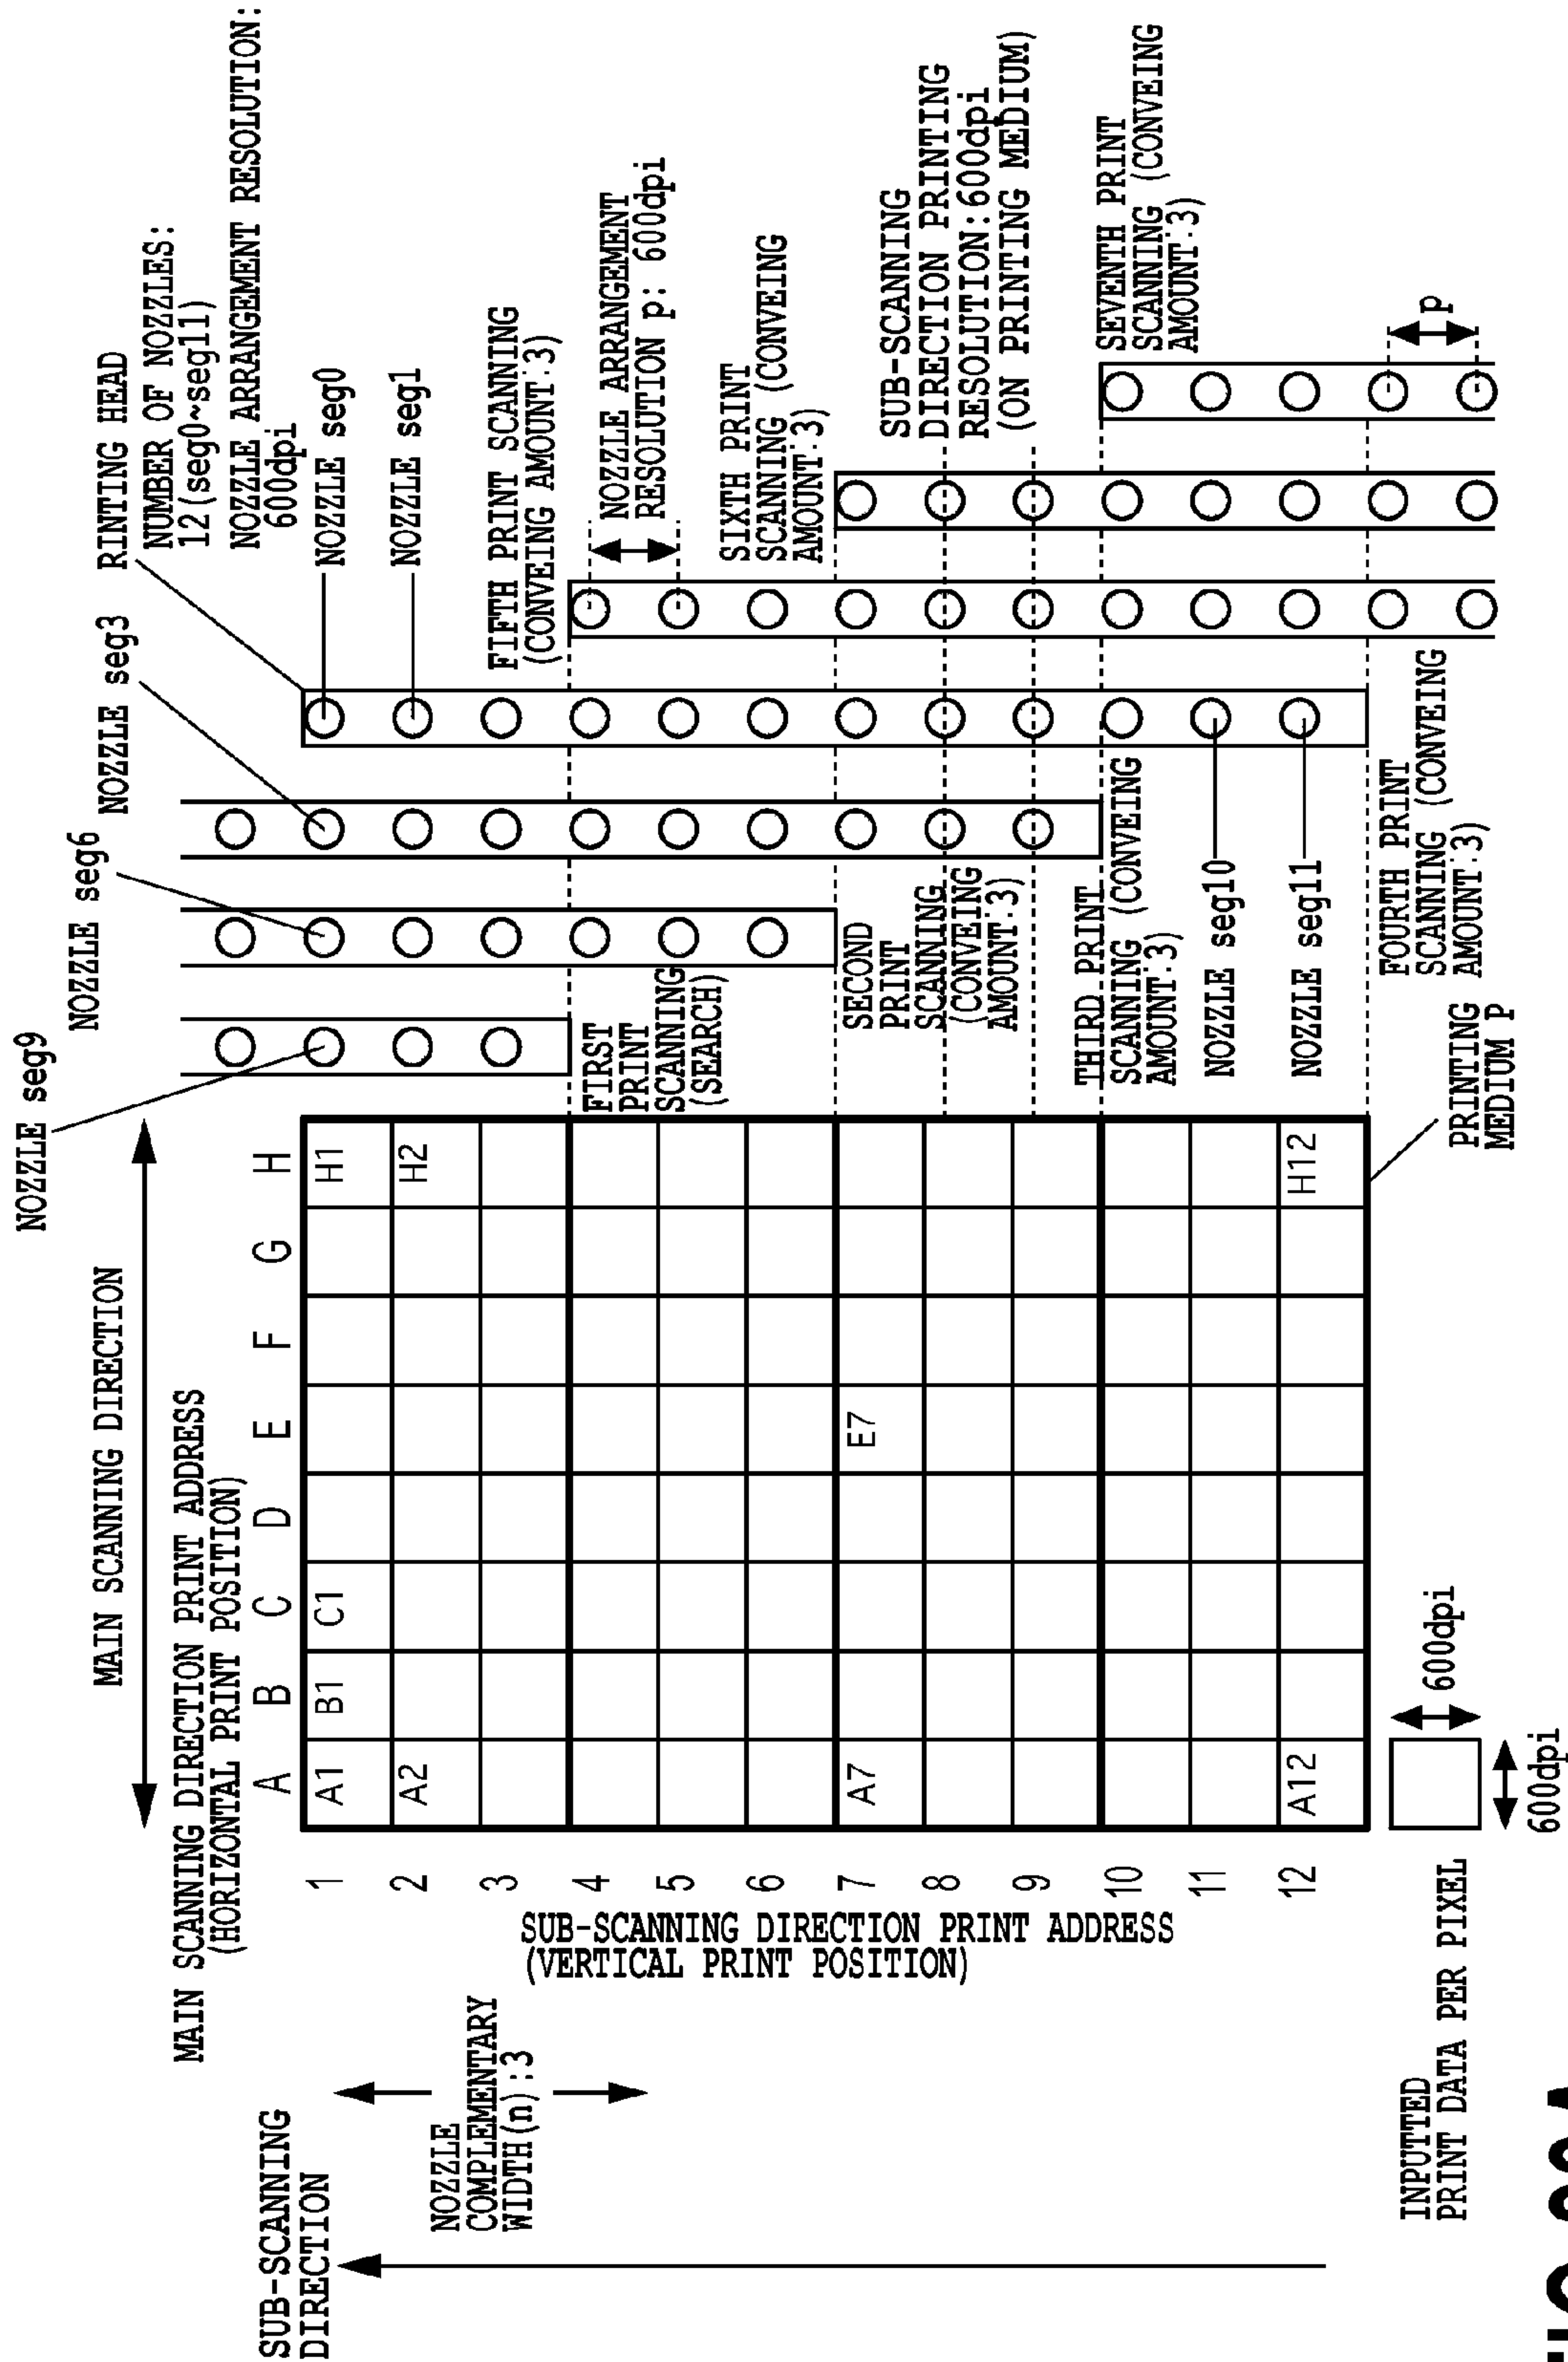 NOZZLE seg9
NOZZLE seg6
NOZZLE seg3
RINTING HEAD
NUMBER OF NOZZLES:
12(seg0~seg11)
NOZZLE ARRANGEMENT RESOLUTION:
600dpi
NOZZLE seg0
NOZZLE seg1
MAIN SCANNING DIRECTION
MAIN SCANNING DIRECTION PRINT ADDRESS
(HORIZONTAL PRINT POSITION)
A B C D E F G H
SUB-SCANNING
DIRECTION
NOZZLE
COMPLEMENTARY
WIDTH(n):3
1 A1 B1 C1 H1
2 A2 H2
3
4
5
6
7 A7 E7
8
9
10
11
12 A12 H12
SUB-SCANNING DIRECTION PRINT ADDRESS
(VERTICAL PRINT POSITION)
FIRST
PRINT
SCANNING
(SEARCH)
SECOND
PRINT
SCANNING
(CONVEING
AMOUNT:3)
THIRD PRINT
SCANNING (CONVEING
AMOUNT:3)
NOZZLE seg10
NOZZLE seg11
FOURTH PRINT
SCANNING (CONVEING
AMOUNT:3)
FIFTH PRINT SCANNING
(CONVEING AMOUNT:3)
NOZZLE ARRANGEMENT
RESOLUTION p: 600dpi
SIXTH PRINT
SCANNING (CONVEING
AMOUNT:3)
SUB-SCANNING
DIRECTION PRINTING
RESOLUTION:600dpi
(ON PRINTING MEDIUM)
SEVENTH PRINT
SCANNING (CONVEING
AMOUNT:3)
p
PRINTING
MEDIUM P
INPUTTED
PRINT DATA PER PIXEL
600dpi
600dpi